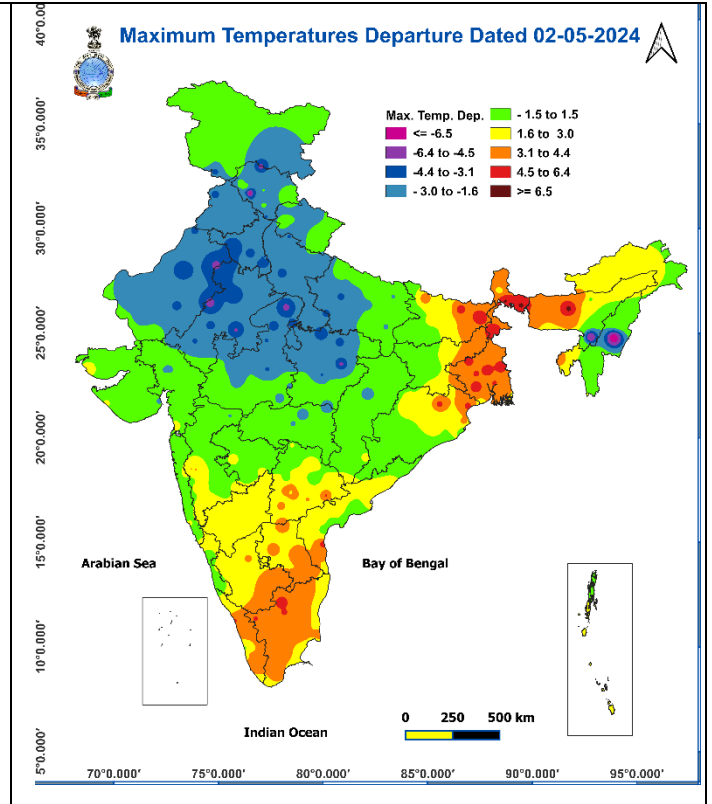 Maximum Temperatures Departure Dated 02-05-2024
Max. Temp. Dep.
<= -6.5
-6.4 to -4.5
-4.4 to -3.1
- 3.0 to -1.6
- 1.5 to 1.5
1.6 to 3.0
3.1 to 4.4
4.5 to 6.4
>= 6.5
40°0.000'
35°0.000'
30°0.000'
25°0.000'
20°0.000'
15°0.000'
10°0.000'
5°0.000'
Arabian Sea
Bay of Bengal
Indian Ocean
0 250 500 km
70°0.000' 75°0.000' 80°0.000' 85°0.000' 90°0.000' 95°0.000'